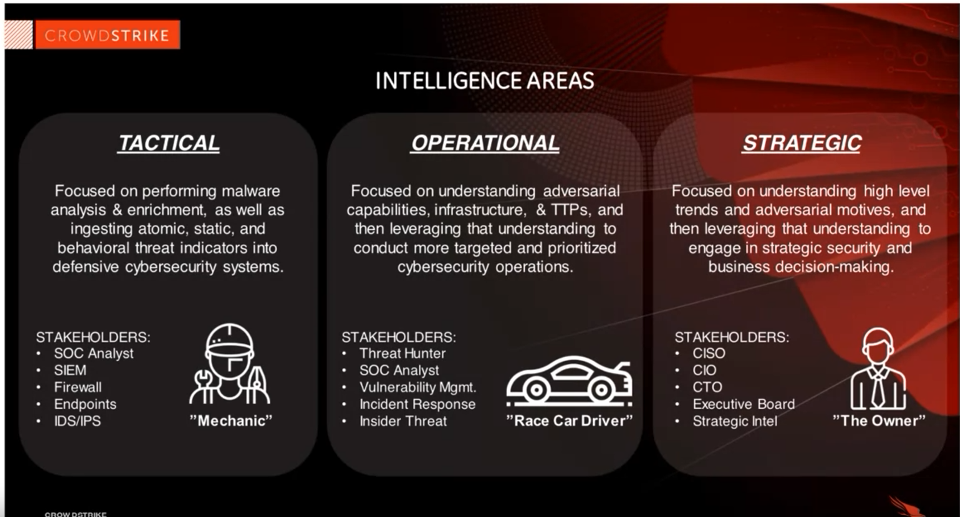 CROWDSTRIKE
INTELLIGENCE AREAS
TACTICAL
Focused on performing malware
analysis & enrichment, as well as
ingesting atomic, static, and
behavioral threat indicators into
defensive cybersecurity systems.
STAKEHOLDERS:
• SOC Analyst
• SIEM
• Firewall
• Endpoints
• IDS/IPS
"Mechanic"
OPERATIONAL
Focused on understanding adversarial
capabilities, infrastructure, & TTPs, and
then leveraging that understanding to
conduct more targeted and prioritized
cybersecurity operations.
STAKEHOLDERS:
• Threat Hunter
• SOC Analyst
• Vulnerability Mgmt.
• Incident Response
• Insider Threat
"Race Car Driver"
STRATEGIC
Focused on understanding high level
trends and adversarial motives, and
then leveraging that understanding to
engage in strategic security and
business decision-making.
STAKEHOLDERS:
• CISO
• CIO
• CTO
• Executive Board
• Strategic Intel
"The Owner"
CROWDSTRIKE